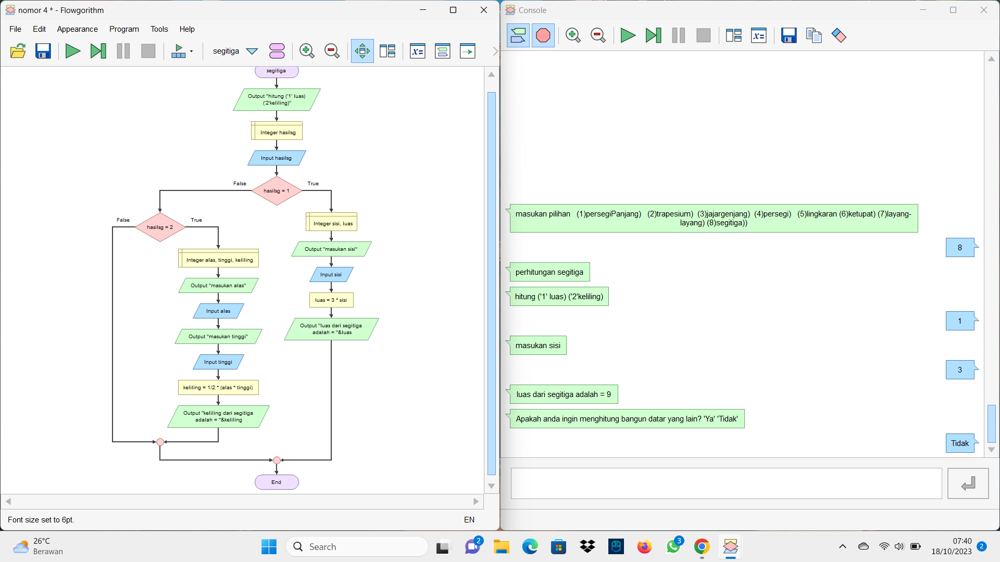 nomor 4 * - Flowgorithm
File Edit Appearance Program Tools Help
segitiga
segitiga
Output "hitung ('1' luas)
('2'keliling)"
Integer hasilsg
Input hasilsg
False
True
hasilsg = 1
False
True
hasilsg = 2
Integer alas, tinggi, keliling
Output "masukan alas"
Input alas
Output "masukan tinggi"
Input tinggi
keliling = 1/2 * (alas * tinggi)
Output "keliling dari segitiga
adalah = "&keliling
Integer sisi, luas
Output "masukan sisi"
Input sisi
luas = 3 * sisi
Output "luas dari segitiga
adalah = "&luas
End
Font size set to 6pt.
EN
Console
masukan pilihan (1)persegiPanjang) (2)trapesium) (3)jajargenjang) (4)persegi) (5)lingkaran (6)ketupat) (7)layang-
layang) (8)segitiga))
8
perhitungan segitiga
hitung ('1' luas) ('2'keliling)
1
masukan sisi
3
luas dari segitiga adalah = 9
Apakah anda ingin menghitung bangun datar yang lain? 'Ya' 'Tidak'
Tidak
26°C
Berawan
Search
2
3
07:40
18/10/2023
2